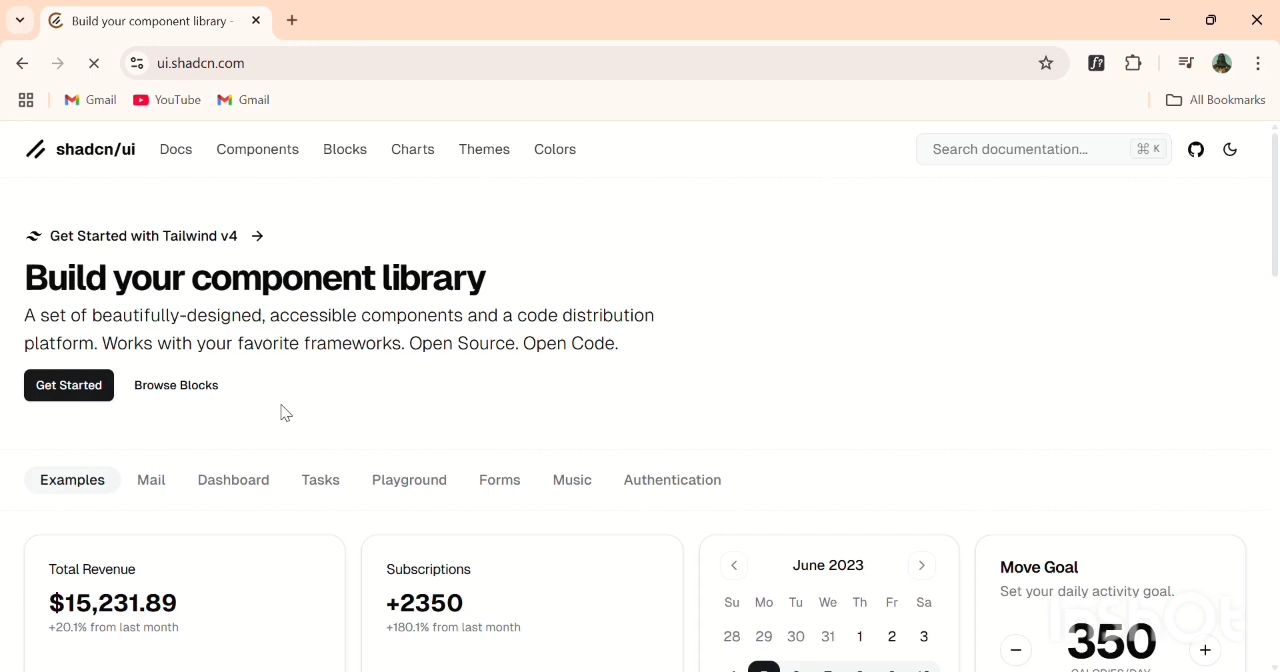 Build your component library -
ui.shadcn.com
Gmail
YouTube
Gmail
All Bookmarks
shadcn/ui
Docs
Components
Blocks
Charts
Themes
Colors
Search documentation...
⌘ K
Get Started with Tailwind v4
Build your component library
A set of beautifully-designed, accessible components and a code distribution
platform. Works with your favorite frameworks. Open Source. Open Code.
Get Started
Browse Blocks
Examples
Mail
Dashboard
Tasks
Playground
Forms
Music
Authentication
Total Revenue
$15,231.89
+20.1% from last month
Subscriptions
+2350
+180.1% from last month
June 2023
Su Mo Tu We Th Fr Sa
28 29 30 31 1 2 3
Move Goal
Set your daily activity goal.
350
InShOt